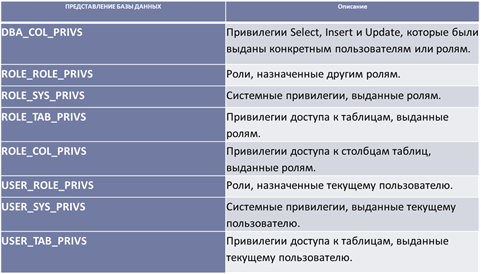 ПРЕДСТАВЛЕНИЕ БАЗЫ ДАННЫХ
Описание
DBA_COL_PRIVS
Привилегии Select, Insert и Update, которые были
выданы конкретным пользователям или ролям.
ROLE_ROLE_PRIVS
Роли, назначенные другим ролям.
ROLE_SYS_PRIVS
Системные привилегии, выданные ролям.
ROLE_TAB_PRIVS
Привилегии доступа к таблицам, выданные
ролям.
ROLE_COL_PRIVS
Привилегии доступа к столбцам таблиц,
выданные ролям.
USER_ROLE_PRIVS
Роли, назначенные текущему пользователю.
USER_SYS_PRIVS
Системные привилегии, выданные текущему
пользователю.
USER_TAB_PRIVS
Привилегии доступа к таблицам, выданные
текущему пользователю.